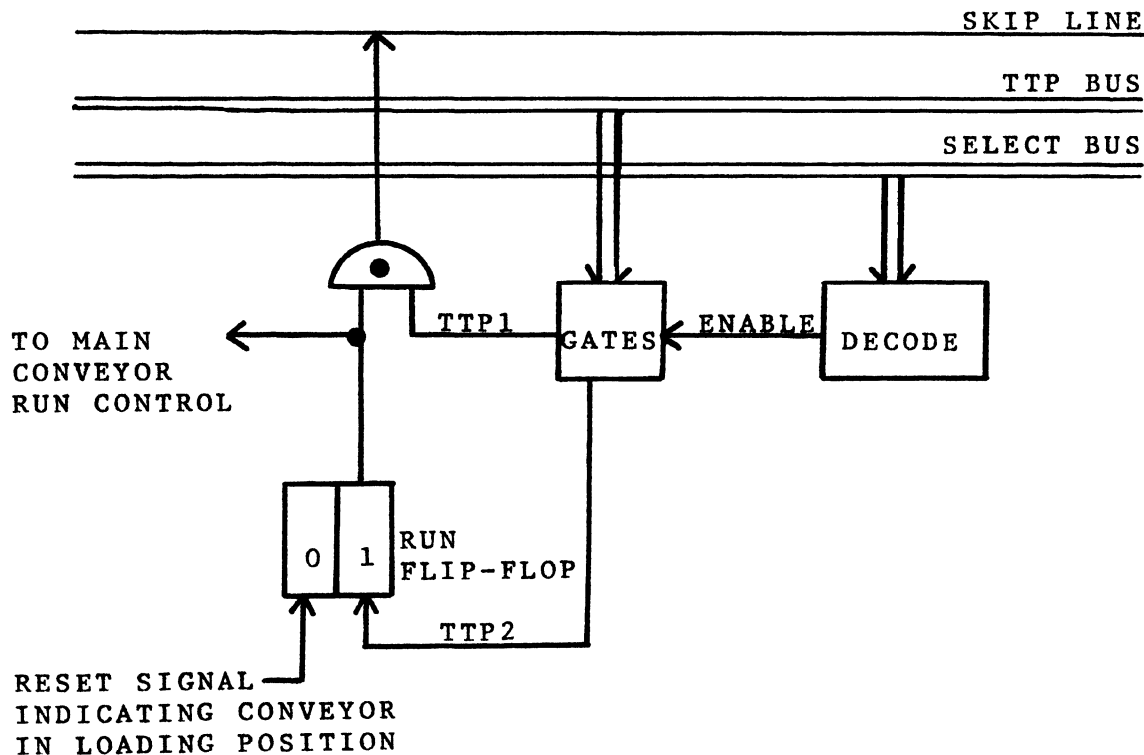 SKIP LINE
TTP BUS
SELECT BUS
TTP1
ENABLE
GATES
DECODE
TO MAIN
CONVEYOR
RUN CONTROL
0 1
RUN
FLIP-FLOP
TTP2
RESET SIGNAL
INDICATING CONVEYOR
IN LOADING POSITION